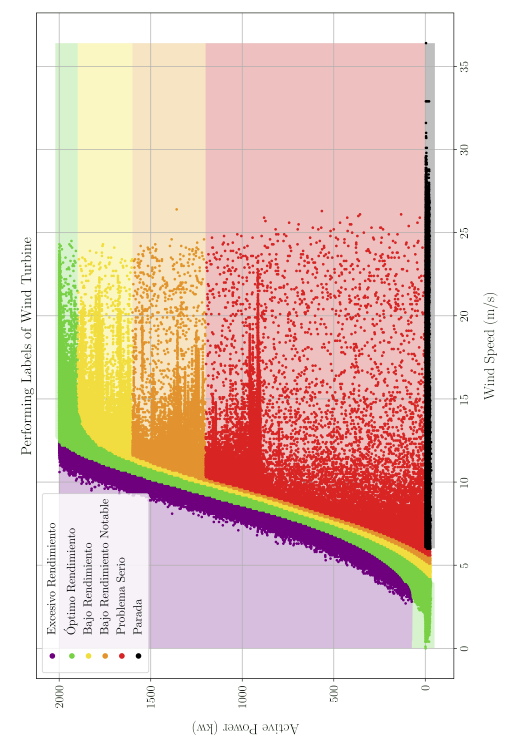 Performing Labels of Wind Turbine
Excesivo Rendimiento
Óptimo Rendimiento
Bajo Rendimiento
Bajo Rendimiento Notable
Problema Serio
Parada
2000
1500
1000
500
0
Active Power (kw)
0
5
10
15
20
25
30
35
Wind Speed (m/s)